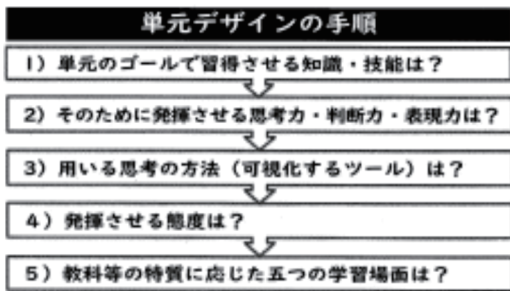 単元デザインの手順
1）単元のゴールで習得させる知識・技能は？
2）そのために発揮させる思考力・判断力・表現力は？
3）用いる思考の方法（可視化するツール）は？
4）発揮させる態度は？
5）教科等の特質に応じた五つの学習場面は？